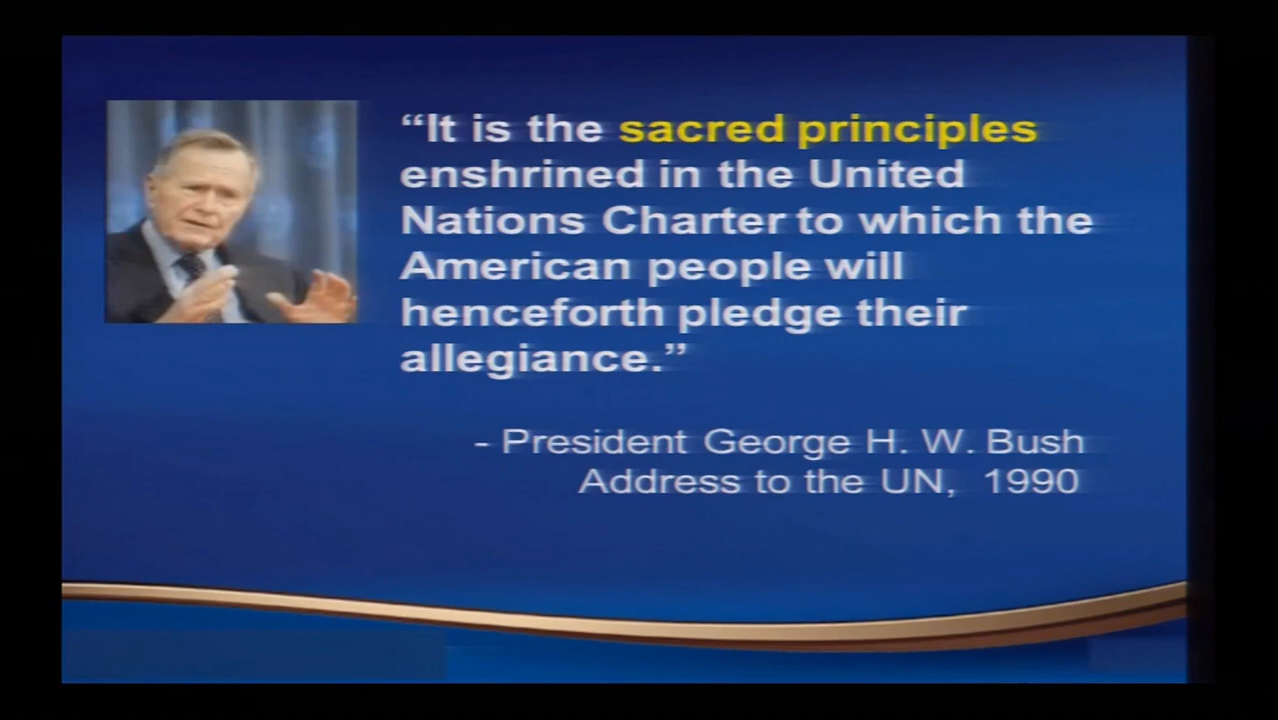 “It is the sacred principles
enshrined in the United
Nations Charter to which the
American people will
henceforth pledge their
allegiance.”
- President George H. W. Bush
Address to the UN, 1990